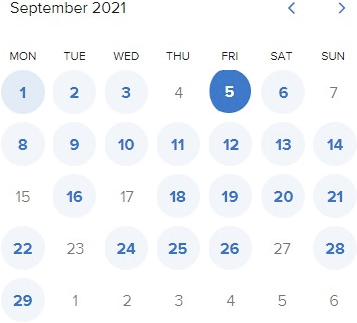 September 2021
MON TUE WED THU FRI SAT SUN
1 2 3 4 5 6 7
8 9 10 11 12 13 14
15 16 17 18 19 20 21
22 23 24 25 26 27 28
29 1 2 3 4 5 6